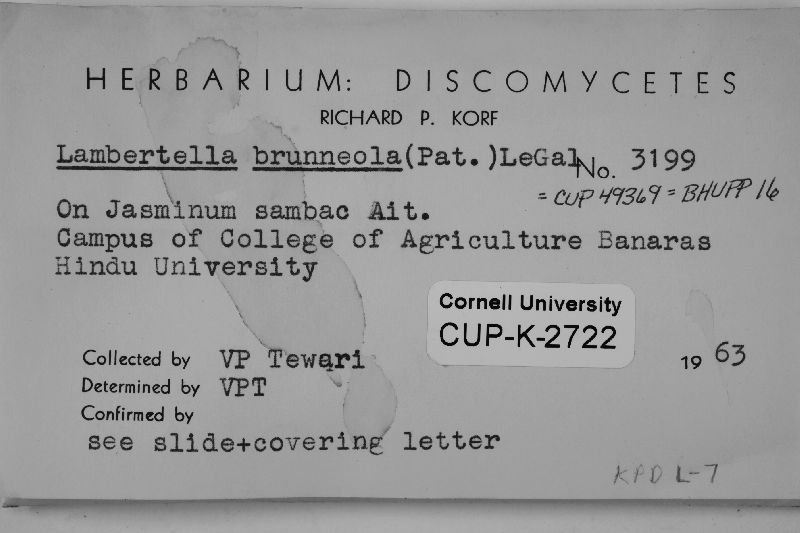 HERBARIUM: DISCOMYCETES
RICHARD P. KORF
Lambertella brunneola(Pat.)LeGal No. 3199
= CUP 49369 = BHUPP 16
On Jasminum sambac Ait.
Campus of College of Agriculture Banaras
Hindu University
Cornell University
CUP-K-2722
Collected by VP Tewari 1963
Determined by VPT
Confirmed by
see slide+covering letter
KPD L-7